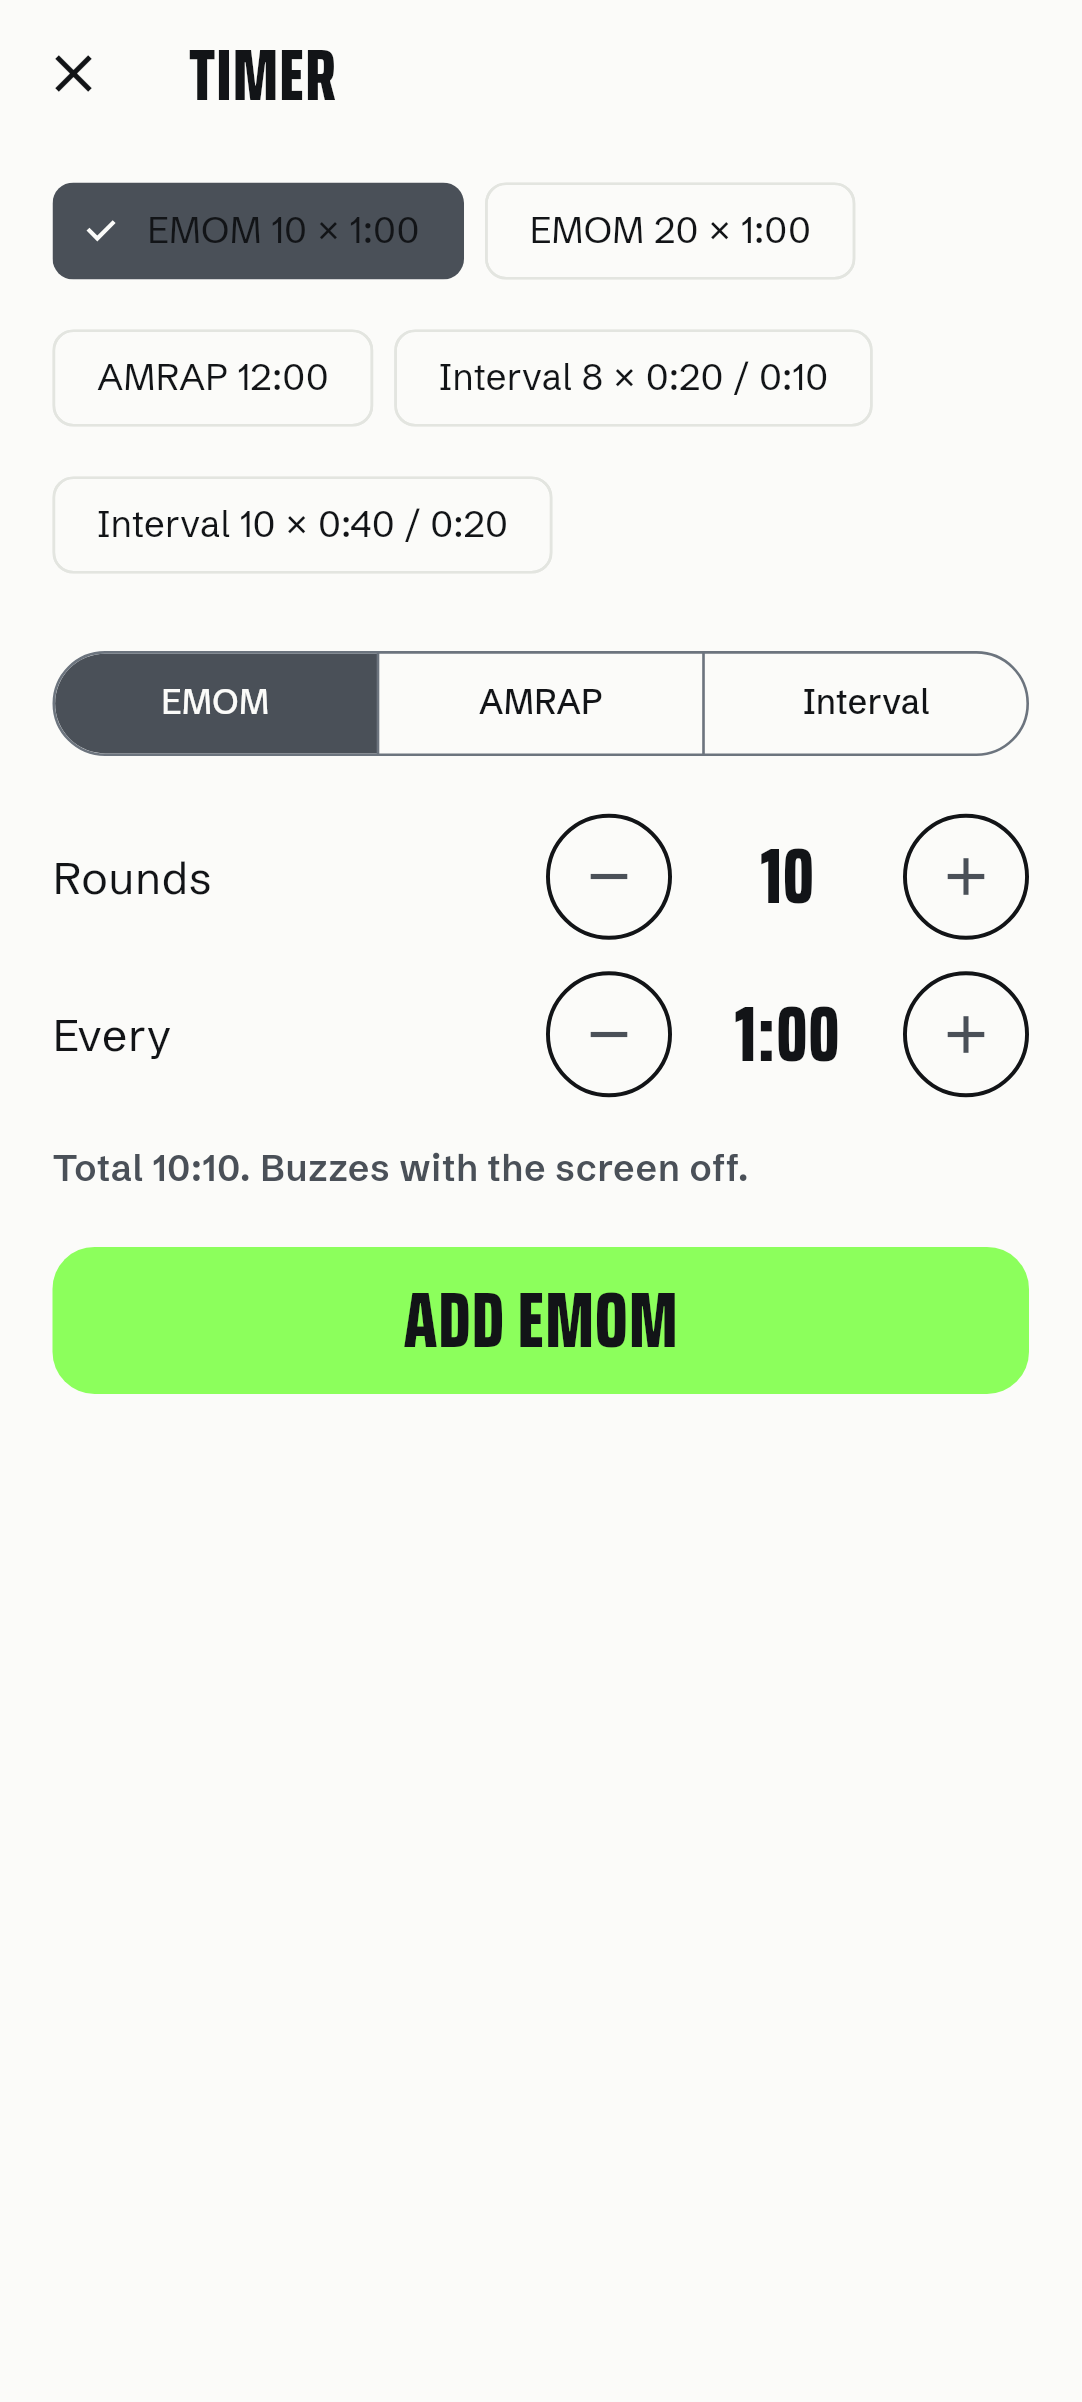 TIMER
EMOM 10 × 1:00
EMOM 20 × 1:00
AMRAP 12:00
Interval 8 × 0:20 / 0:10
Interval 10 × 0:40 / 0:20
EMOM
AMRAP
Interval
Rounds
10
Every
1:00
Total 10:10. Buzzes with the screen off.
ADD EMOM